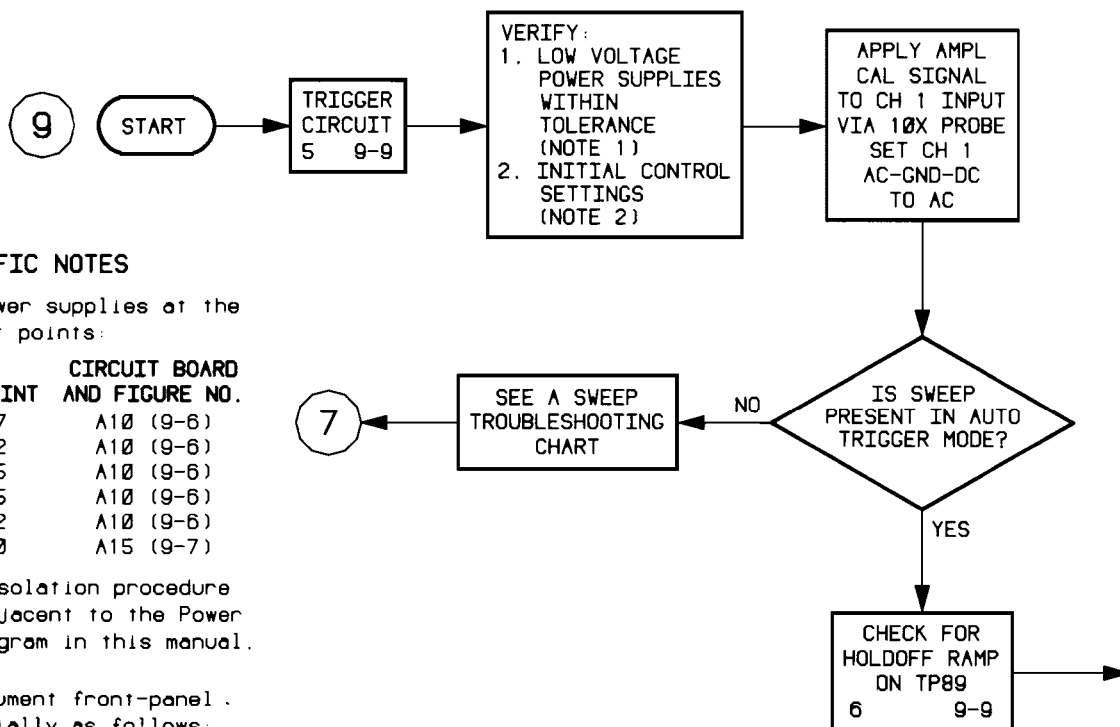 9
START
TRIGGER
CIRCUIT
5 9-9
VERIFY:
1. LOW VOLTAGE
POWER SUPPLIES
WITHIN
TOLERANCE
(NOTE 1)
2. INITIAL CONTROL
SETTINGS
(NOTE 2)
APPLY AMPL
CAL SIGNAL
TO CH 1 INPUT
VIA 10X PROBE
SET CH 1
AC-GND-DC
TO AC
FIC NOTES
wer supplies at the
t points:
CIRCUIT BOARD
INT AND FIGURE NO.
7 A10 (9-6)
2 A10 (9-6)
5 A10 (9-6)
5 A10 (9-6)
2 A10 (9-6)
0 A15 (9-7)
solation procedure
jacent to the Power
gram in this manual.
ument front-panel .
ially as follows:
7
SEE A SWEEP
TROUBLESHOOTING
CHART
NO
IS SWEEP
PRESENT IN AUTO
TRIGGER MODE?
YES
CHECK FOR
HOLDOFF RAMP
ON TP89
6 9-9